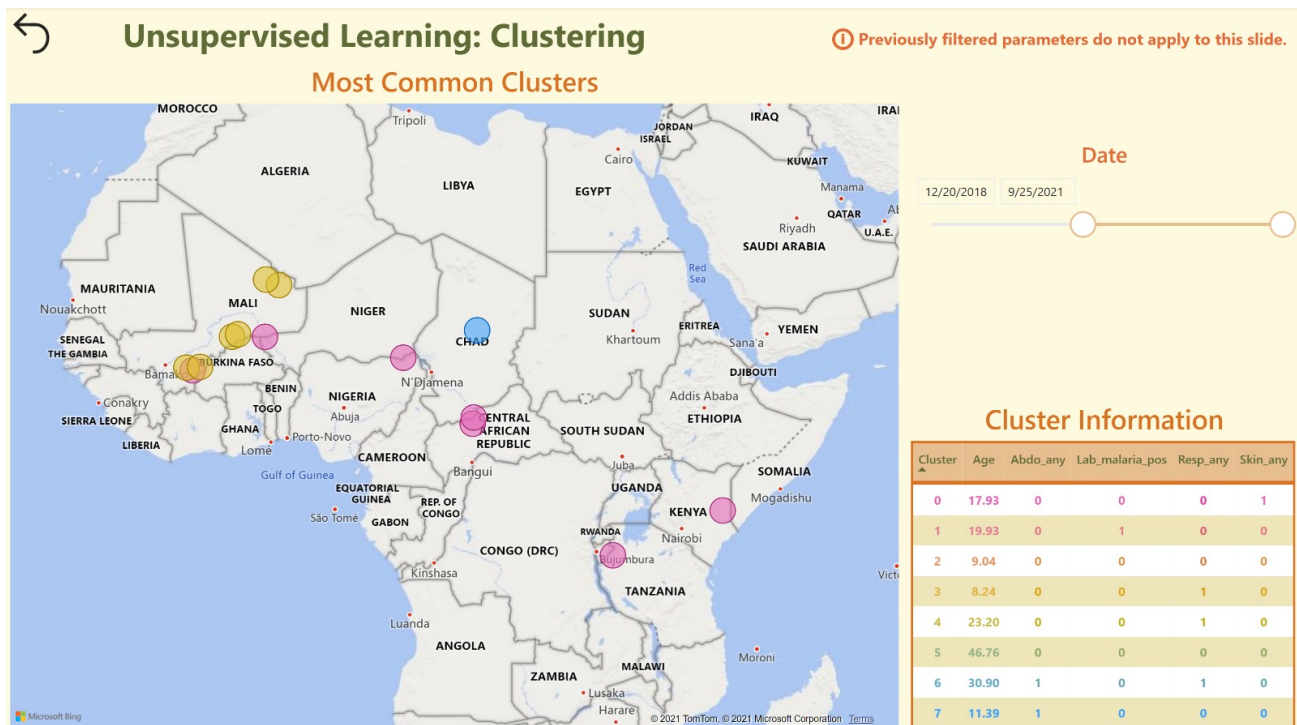 Unsupervised Learning: Clustering
Previously filtered parameters do not apply to this slide.
Most Common Clusters
MOROCCO
Tripoli
JORDAN
ISRAEL
IRAQ
IRAI
Cairo
KUWAIT
ALGERIA
LIBYA
EGYPT
Manama
QATAR
Riyadh
U.A.E.
SAUDI ARABIA
Red
Sea
MAURITANIA
Nouakchott
MALI
NIGER
SUDAN
Khartoum
ERITREA
YEMEN
Sana'a
SENEGAL
THE GAMBIA
CHAD
BURKINA FASO
Bamak
DJIBOUTI
N'Djamena
BENIN
NIGERIA
Abuja
Addis Ababa
ETHIOPIA
Conakry
SIERRA LEONE
TOGO
GHANA
Porto-Novo
Lomé
LIBERIA
CENTRAL
AFRICAN
REPUBLIC
SOUTH SUDAN
CAMEROON
Bangui
Juba
SOMALIA
Mogadishu
Gulf of Guinea
EQUATORIAL
GUINEA
REP. OF
CONGO
UGANDA
KENYA
São Tomé
GABON
RWANDA
Nairobi
CONGO (DRC)
Bujumbura
Kinshasa
TANZANIA
Victo
Luanda
ANGOLA
Moroni
MALAWI
ZAMBIA
Lusaka
Harare
Microsoft Bing
© 2021 TomTom, © 2021 Microsoft Corporation Terms
Date
12/20/2018 9/25/2021
Cluster Information
Cluster Age Abdo_any Lab_malaria_pos Resp_any Skin_any
0 17.93 0 0 0 1
1 19.93 0 1 0 0
2 9.04 0 0 0 0
3 8.24 0 0 1 0
4 23.20 0 0 1 0
5 46.76 0 0 0 0
6 30.90 1 0 1 0
7 11.39 1 0 0 0